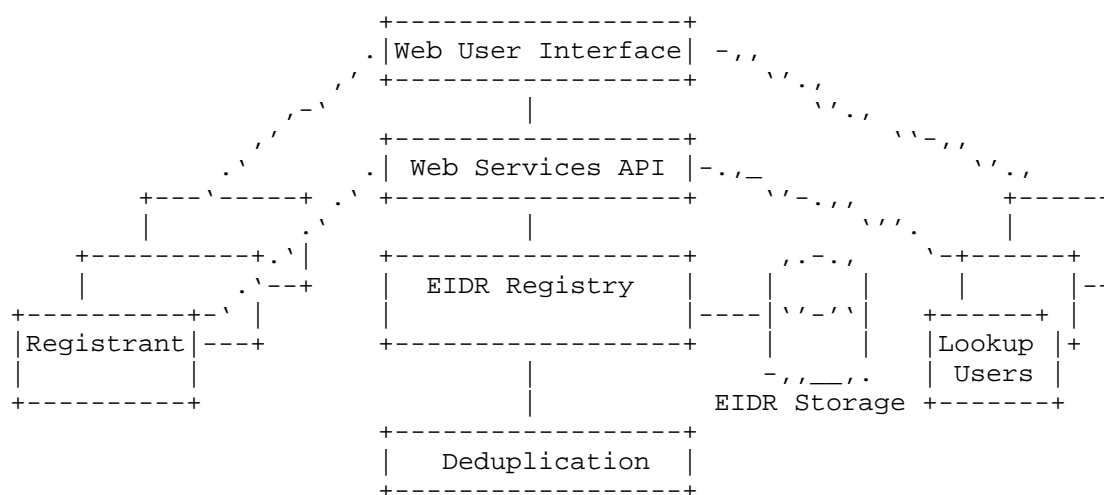 Web User Interface
Web Services API
EIDR Registry
Registrant
Lookup
Users
EIDR Storage
Deduplication